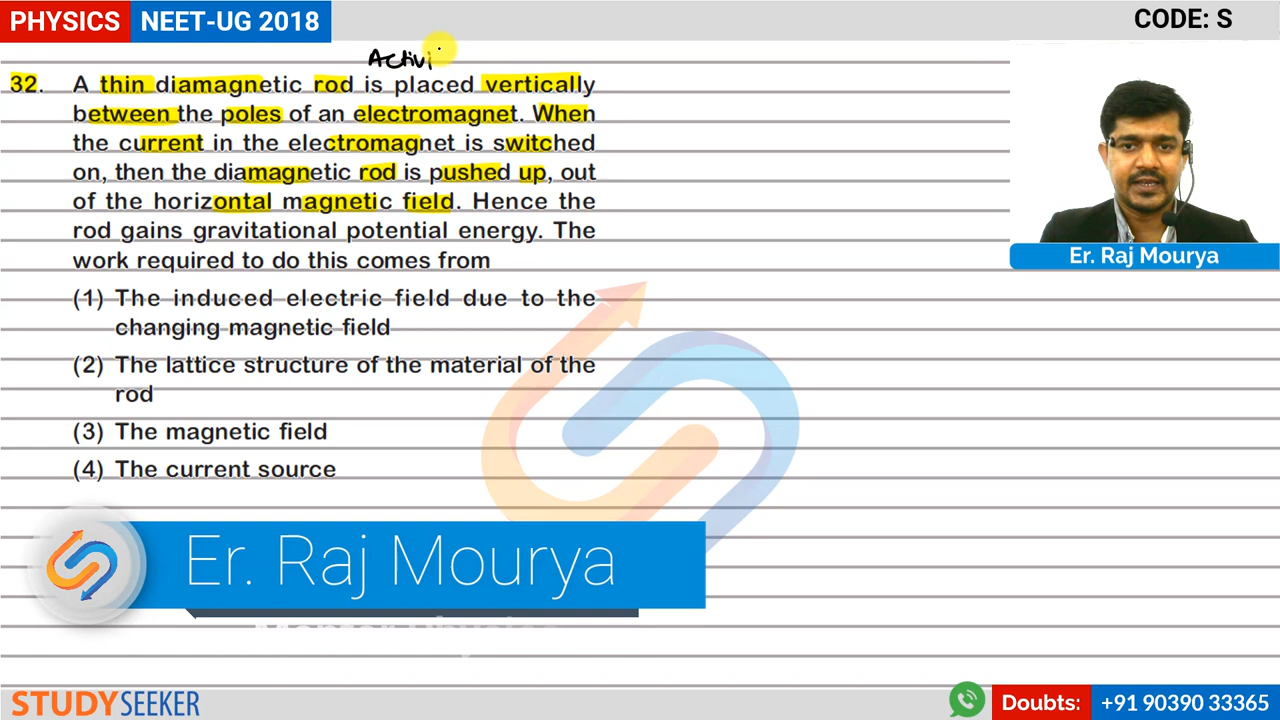 PHYSICS NEET-UG 2018 CODE: S
Activi
32. A thin diamagnetic rod is placed vertically
between the poles of an electromagnet. When
the current in the electromagnet is switched
on, then the diamagnetic rod is pushed up, out
of the horizontal magnetic field. Hence the
rod gains gravitational potential energy. The
work required to do this comes from
(1) The induced electric field due to the
changing magnetic field
(2) The lattice structure of the material of the
rod
(3) The magnetic field
(4) The current source
Er. Raj Mourya
Er. Raj Mourya
STUDYSEEKER
Doubts: +91 90390 33365